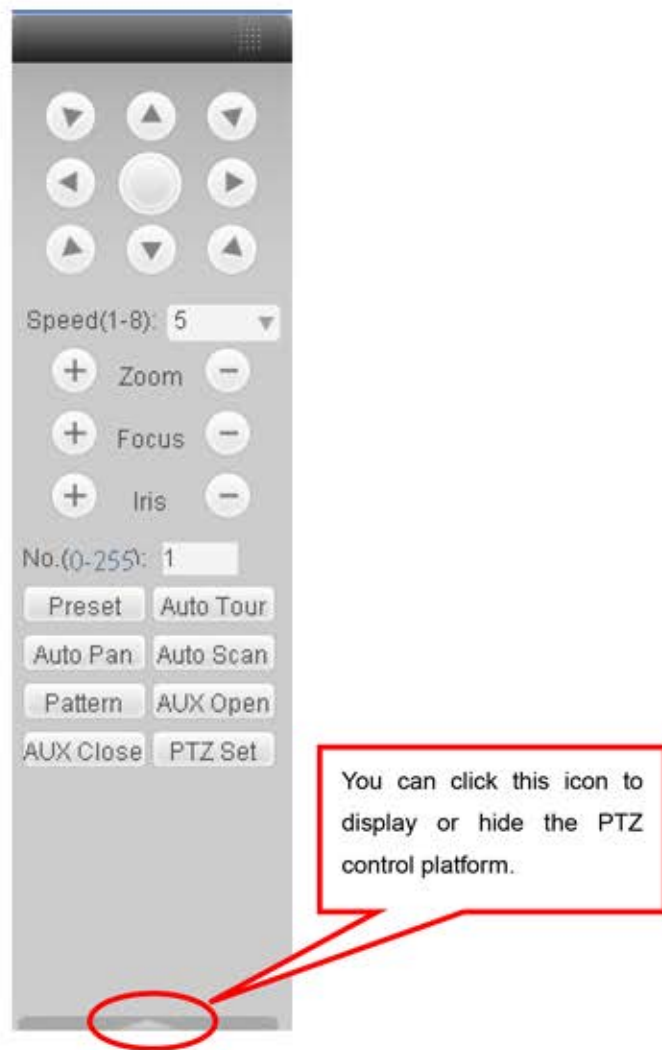 Speed(1-8): 5
+ Zoom −
+ Focus −
+ Iris −
No.(0-255): 1
Preset Auto Tour
Auto Pan Auto Scan
Pattern AUX Open
AUX Close PTZ Set
You can click this icon to
display or hide the PTZ
control platform.